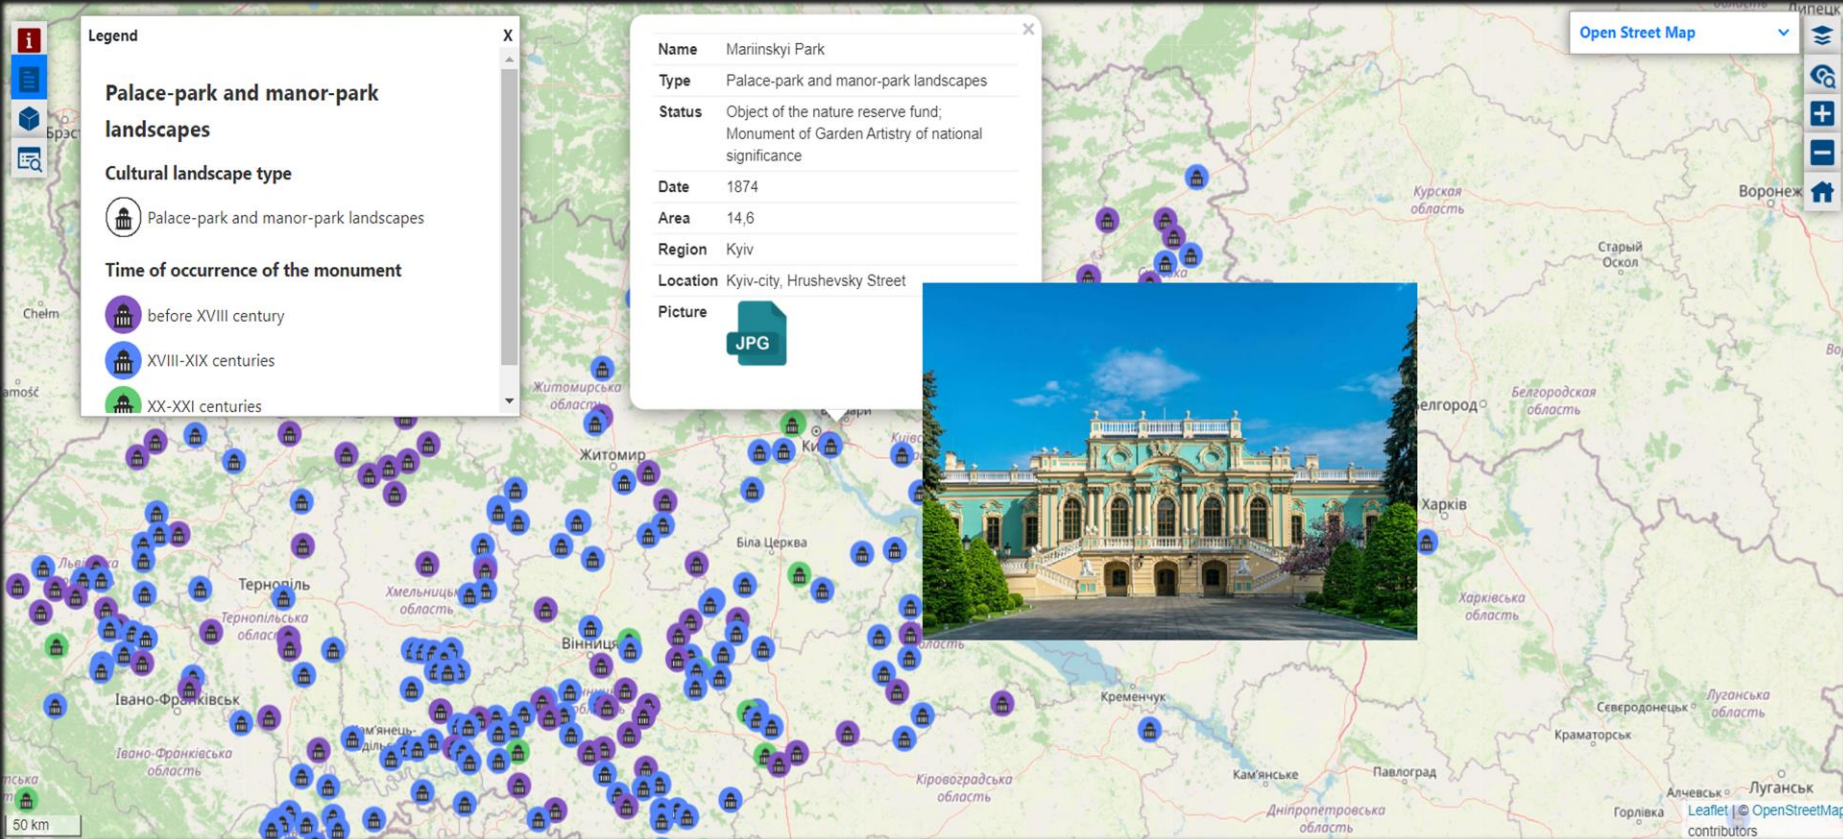 Legend
X
Palace-park and manor-park
landscapes
Cultural landscape type
Palace-park and manor-park landscapes
Time of occurrence of the monument
before XVIII century
XVIII-XIX centuries
XX-XXI centuries
×
Name Mariinskyi Park
Type Palace-park and manor-park landscapes
Status Object of the nature reserve fund;
Monument of Garden Artistry of national
significance
Date 1874
Area 14,6
Region Kyiv
Location Kyiv-city, Hrushevsky Street
Picture
JPG
Open Street Map
Липецк
Курская
область
Воронеж
Старый
Оскол
Chełm
Житомирська
область
Белгородская
область
Житомир
Харків
Біла Церква
Тернопіль
Тернопільська
Хмельницька
область
Харківська
область
Вінниця
Івано-Франківськ
Кременчук
Луганська
область
Сєвєродонецьк
Краматорськ
Івано-Франківська
область
Кіровоградська
область
Кам'янське
Павлоград
Алчевськ
Луганськ
Горлівка
Дніпропетровська
область
50 km
Leaflet | © OpenStreetMap
contributors